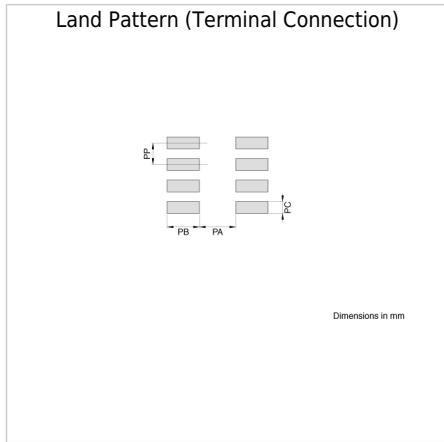 Land Pattern (Terminal Connection)
PP
PC
PB
PA
Dimensions in mm